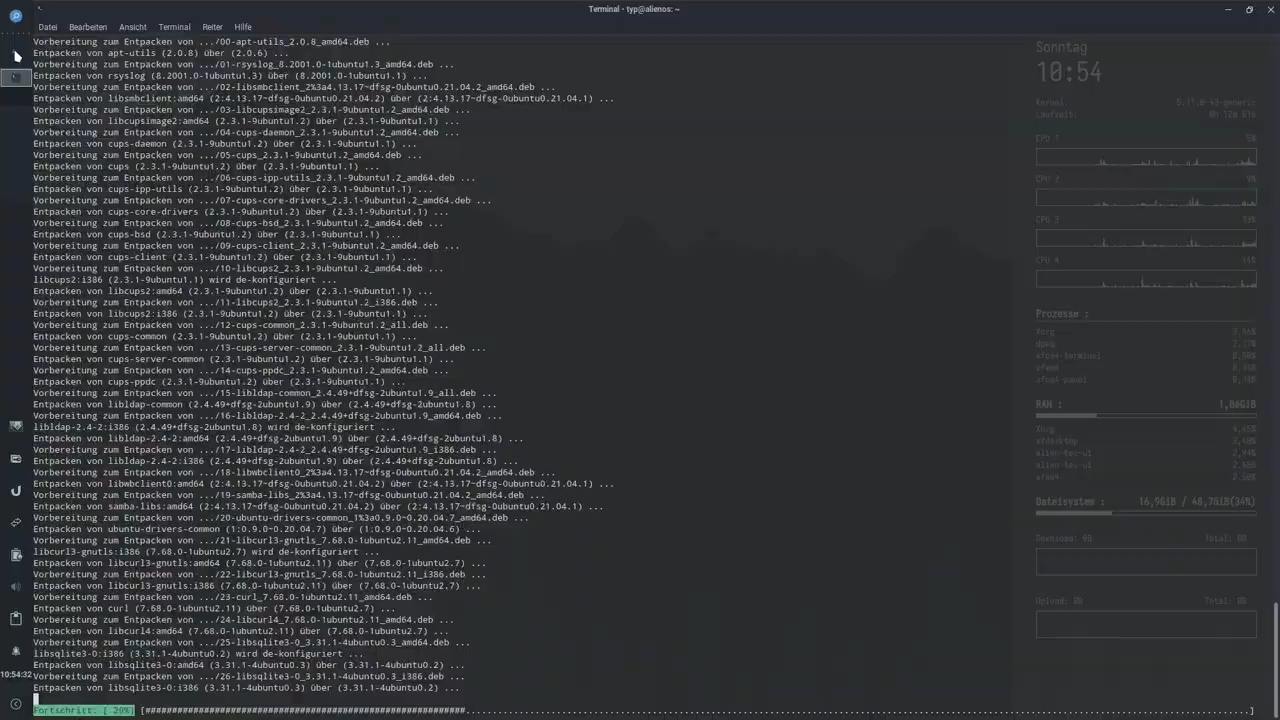 Terminal - typ@alienos: ~
Datei Bearbeiten Ansicht Terminal Reiter Hilfe
Vorbereitung zum Entpacken von .../00-apt-utils_2.0.8_amd64.deb ...
Entpacken von apt-utils (2.0.8) über (2.0.6) ...
Vorbereitung zum Entpacken von .../01-rsyslog_8.2001.0-1ubuntu1.3_amd64.deb ...
Entpacken von rsyslog (8.2001.0-1ubuntu1.3) über (8.2001.0-1ubuntu1.1) ...
Vorbereitung zum Entpacken von .../02-libsmbclient_2%3a4.13.17~dfsg-0ubuntu0.21.04.2_amd64.deb ...
Entpacken von libsmbclient:amd64 (2:4.13.17~dfsg-0ubuntu0.21.04.2) über (2:4.13.17~dfsg-0ubuntu0.21.04.1) ...
Vorbereitung zum Entpacken von .../03-libcupsimage2_2.3.1-9ubuntu1.2_amd64.deb ...
Entpacken von libcupsimage2:amd64 (2.3.1-9ubuntu1.2) über (2.3.1-9ubuntu1.1) ...
Vorbereitung zum Entpacken von .../04-cups-daemon_2.3.1-9ubuntu1.2_amd64.deb ...
Entpacken von cups-daemon (2.3.1-9ubuntu1.2) über (2.3.1-9ubuntu1.1) ...
Vorbereitung zum Entpacken von .../05-cups_2.3.1-9ubuntu1.2_amd64.deb ...
Entpacken von cups (2.3.1-9ubuntu1.2) über (2.3.1-9ubuntu1.1) ...
Vorbereitung zum Entpacken von .../06-cups-ipp-utils_2.3.1-9ubuntu1.2_amd64.deb ...
Entpacken von cups-ipp-utils (2.3.1-9ubuntu1.2) über (2.3.1-9ubuntu1.1) ...
Vorbereitung zum Entpacken von .../07-cups-core-drivers_2.3.1-9ubuntu1.2_amd64.deb ...
Entpacken von cups-core-drivers (2.3.1-9ubuntu1.2) über (2.3.1-9ubuntu1.1) ...
Vorbereitung zum Entpacken von .../08-cups-bsd_2.3.1-9ubuntu1.2_amd64.deb ...
Entpacken von cups-bsd (2.3.1-9ubuntu1.2) über (2.3.1-9ubuntu1.1) ...
Vorbereitung zum Entpacken von .../09-cups-client_2.3.1-9ubuntu1.2_amd64.deb ...
Entpacken von cups-client (2.3.1-9ubuntu1.2) über (2.3.1-9ubuntu1.1) ...
Vorbereitung zum Entpacken von .../10-libcups2_2.3.1-9ubuntu1.2_amd64.deb ...
libcups2:i386 (2.3.1-9ubuntu1.1) wird de-konfiguriert ...
Entpacken von libcups2:amd64 (2.3.1-9ubuntu1.2) über (2.3.1-9ubuntu1.1) ...
Vorbereitung zum Entpacken von .../11-libcups2_2.3.1-9ubuntu1.2_i386.deb ...
Entpacken von libcups2:i386 (2.3.1-9ubuntu1.2) über (2.3.1-9ubuntu1.1) ...
Vorbereitung zum Entpacken von .../12-cups-common_2.3.1-9ubuntu1.2_all.deb ...
Entpacken von cups-common (2.3.1-9ubuntu1.2) über (2.3.1-9ubuntu1.1) ...
Vorbereitung zum Entpacken von .../13-cups-server-common_2.3.1-9ubuntu1.2_all.deb ...
Entpacken von cups-server-common (2.3.1-9ubuntu1.2) über (2.3.1-9ubuntu1.1) ...
Vorbereitung zum Entpacken von .../14-cups-ppdc_2.3.1-9ubuntu1.2_amd64.deb ...
Entpacken von cups-ppdc (2.3.1-9ubuntu1.2) über (2.3.1-9ubuntu1.1) ...
Vorbereitung zum Entpacken von .../15-libldap-common_2.4.49+dfsg-2ubuntu1.9_all.deb ...
Entpacken von libldap-common (2.4.49+dfsg-2ubuntu1.9) über (2.4.49+dfsg-2ubuntu1.8) ...
Vorbereitung zum Entpacken von .../16-libldap-2.4-2_2.4.49+dfsg-2ubuntu1.9_amd64.deb ...
libldap-2.4-2:i386 (2.4.49+dfsg-2ubuntu1.8) wird de-konfiguriert ...
Entpacken von libldap-2.4-2:amd64 (2.4.49+dfsg-2ubuntu1.9) über (2.4.49+dfsg-2ubuntu1.8) ...
Vorbereitung zum Entpacken von .../17-libldap-2.4-2_2.4.49+dfsg-2ubuntu1.9_i386.deb ...
Entpacken von libldap-2.4-2:i386 (2.4.49+dfsg-2ubuntu1.9) über (2.4.49+dfsg-2ubuntu1.8) ...
Vorbereitung zum Entpacken von .../18-libwbclient0_2%3a4.13.17~dfsg-0ubuntu0.21.04.2_amd64.deb ...
Entpacken von libwbclient0:amd64 (2:4.13.17~dfsg-0ubuntu0.21.04.2) über (2:4.13.17~dfsg-0ubuntu0.21.04.1) ...
Vorbereitung zum Entpacken von .../19-samba-libs_2%3a4.13.17~dfsg-0ubuntu0.21.04.2_amd64.deb ...
Entpacken von samba-libs:amd64 (2:4.13.17~dfsg-0ubuntu0.21.04.2) über (2:4.13.17~dfsg-0ubuntu0.21.04.1) ...
Vorbereitung zum Entpacken von .../20-ubuntu-drivers-common_1%3a0.9.0~0.20.04.7_amd64.deb ...
Entpacken von ubuntu-drivers-common (1:0.9.0~0.20.04.7) über (1:0.9.0~0.20.04.6) ...
Vorbereitung zum Entpacken von .../21-libcurl3-gnutls_7.68.0-1ubuntu2.11_amd64.deb ...
libcurl3-gnutls:i386 (7.68.0-1ubuntu2.7) wird de-konfiguriert ...
Entpacken von libcurl3-gnutls:amd64 (7.68.0-1ubuntu2.11) über (7.68.0-1ubuntu2.7) ...
Vorbereitung zum Entpacken von .../22-libcurl3-gnutls_7.68.0-1ubuntu2.11_i386.deb ...
Entpacken von libcurl3-gnutls:i386 (7.68.0-1ubuntu2.11) über (7.68.0-1ubuntu2.7) ...
Vorbereitung zum Entpacken von .../23-curl_7.68.0-1ubuntu2.11_amd64.deb ...
Entpacken von curl (7.68.0-1ubuntu2.11) über (7.68.0-1ubuntu2.7) ...
Vorbereitung zum Entpacken von .../24-libcurl4_7.68.0-1ubuntu2.11_amd64.deb ...
Entpacken von libcurl4:amd64 (7.68.0-1ubuntu2.11) über (7.68.0-1ubuntu2.7) ...
Vorbereitung zum Entpacken von .../25-libsqlite3-0_3.31.1-4ubuntu0.3_amd64.deb ...
libsqlite3-0:i386 (3.31.1-4ubuntu0.2) wird de-konfiguriert ...
Entpacken von libsqlite3-0:amd64 (3.31.1-4ubuntu0.3) über (3.31.1-4ubuntu0.2) ...
Vorbereitung zum Entpacken von .../26-libsqlite3-0_3.31.1-4ubuntu0.3_i386.deb ...
Entpacken von libsqlite3-0:i386 (3.31.1-4ubuntu0.3) über (3.31.1-4ubuntu0.2) ...
10:54:32
Sonntag
10:54
Kernel:
Laufzeit:
CPU 1 5%
CPU 2 9%
CPU 3
CPU 4
Prozesse :
Xorg
dpkg
xfce4-terminal
xfwm4
xfce4-panel
RAM : 1,86GiB
Xorg
xfdesktop
Dateisystem : 16,9GiB / 48,7GiB(34%)
Download: 0B Total: 0B
Upload: 0B Total: 0B